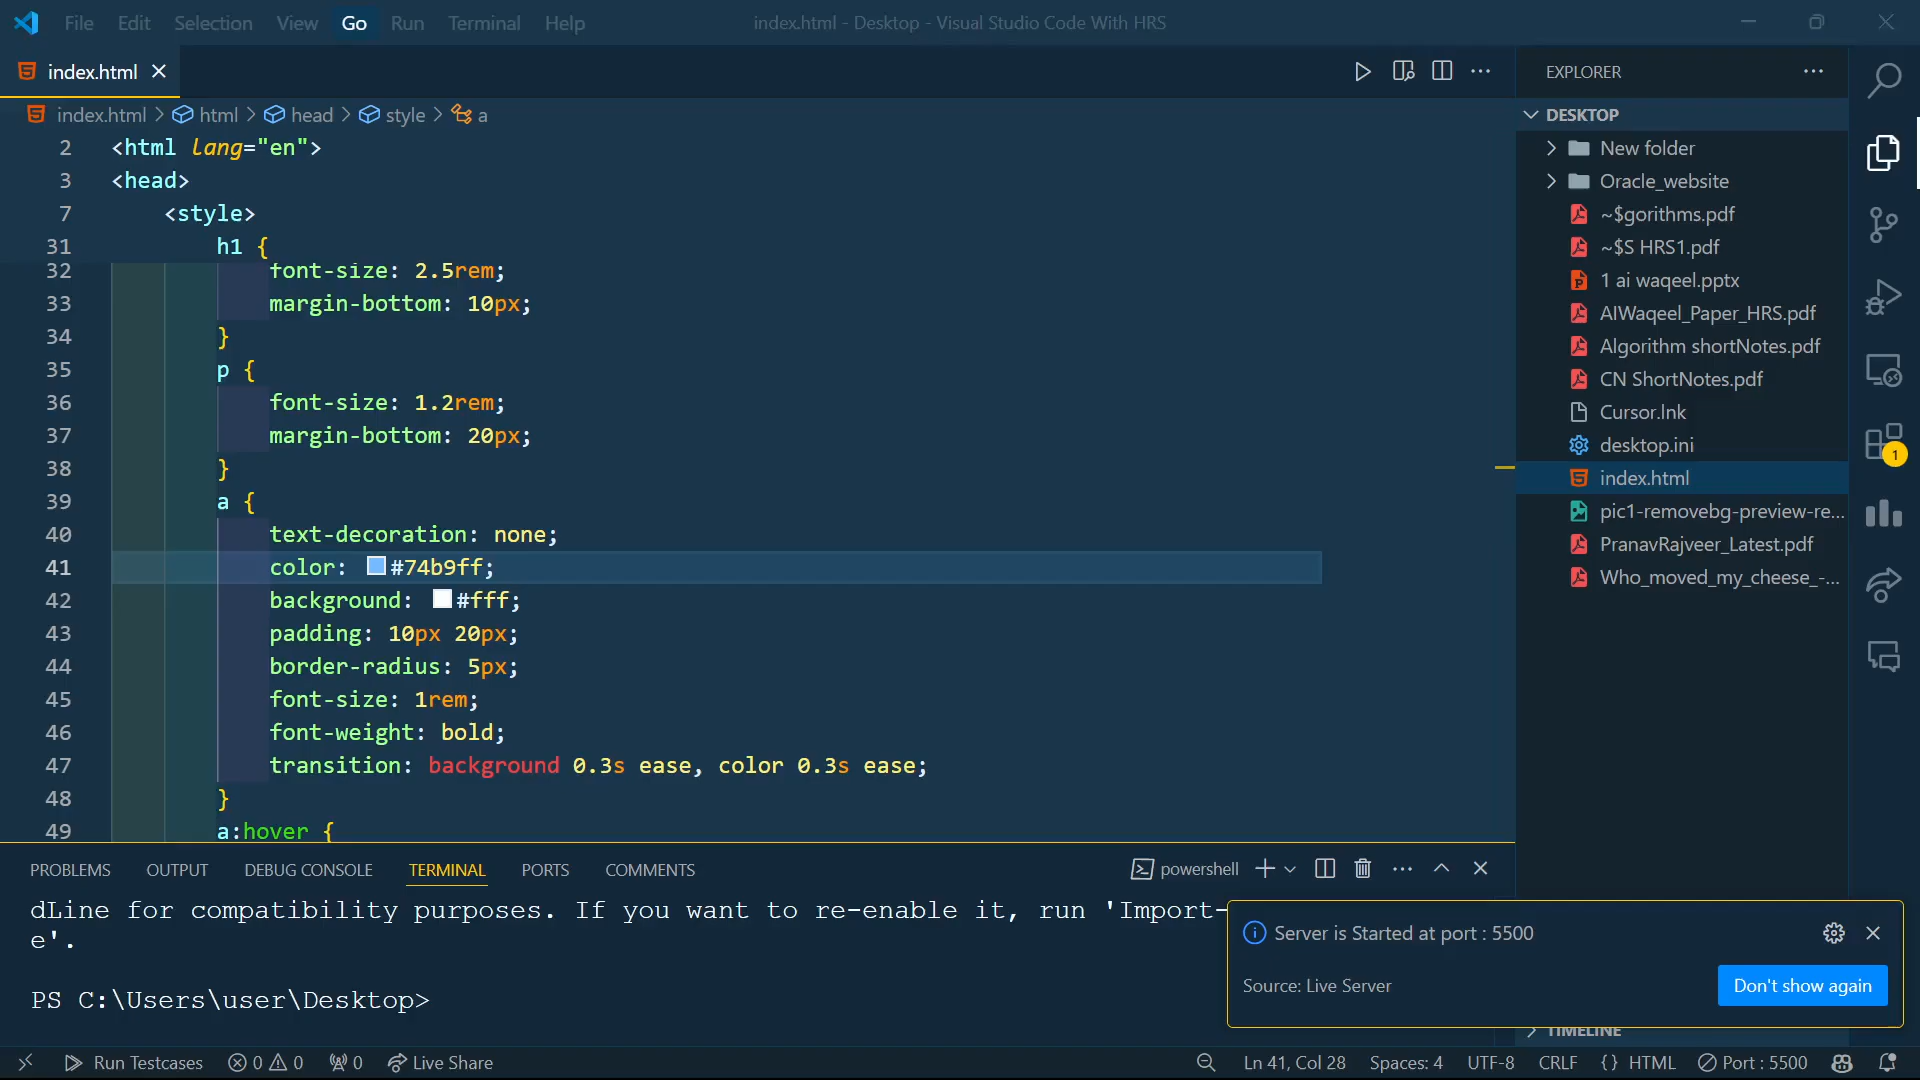 File Edit Selection View Go Run Terminal Help
index.html - Desktop - Visual Studio Code With HRS
index.html
index.html > html > head > style > a
2 <html lang="en">
3 <head>
7 <style>
31 h1 {
32 font-size: 2.5rem;
33 margin-bottom: 10px;
34 }
35 p {
36 font-size: 1.2rem;
37 margin-bottom: 20px;
38 }
39 a {
40 text-decoration: none;
41 color: #74b9ff;
42 background: #fff;
43 padding: 10px 20px;
44 border-radius: 5px;
45 font-size: 1rem;
46 font-weight: bold;
47 transition: background 0.3s ease, color 0.3s ease;
48 }
49 a:hover {
EXPLORER
DESKTOP
New folder
Oracle_website
~$gorithms.pdf
~$S HRS1.pdf
1 ai waqeel.pptx
AIWaqeel_Paper_HRS.pdf
Algorithm shortNotes.pdf
CN ShortNotes.pdf
Cursor.lnk
desktop.ini
index.html
pic1-removebg-preview-re...
PranavRajveer_Latest.pdf
Who_moved_my_cheese_-...
TIMELINE
1
PROBLEMS OUTPUT DEBUG CONSOLE TERMINAL PORTS COMMENTS
powershell
dLine for compatibility purposes. If you want to re-enable it, run 'Import-
e'.
PS C:\Users\user\Desktop>
Server is Started at port : 5500
Source: Live Server
Don't show again
Run Testcases 0 0 0 Live Share
Ln 41, Col 28 Spaces: 4 UTF-8 CRLF {} HTML Port : 5500